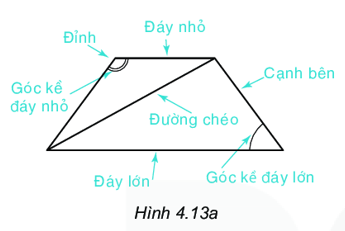 Đỉnh
Đáy nhỏ
Góc kề
đáy nhỏ
Cạnh bên
Đường chéo
Đáy lớn
Góc kề đáy lớn
Hình 4.13a